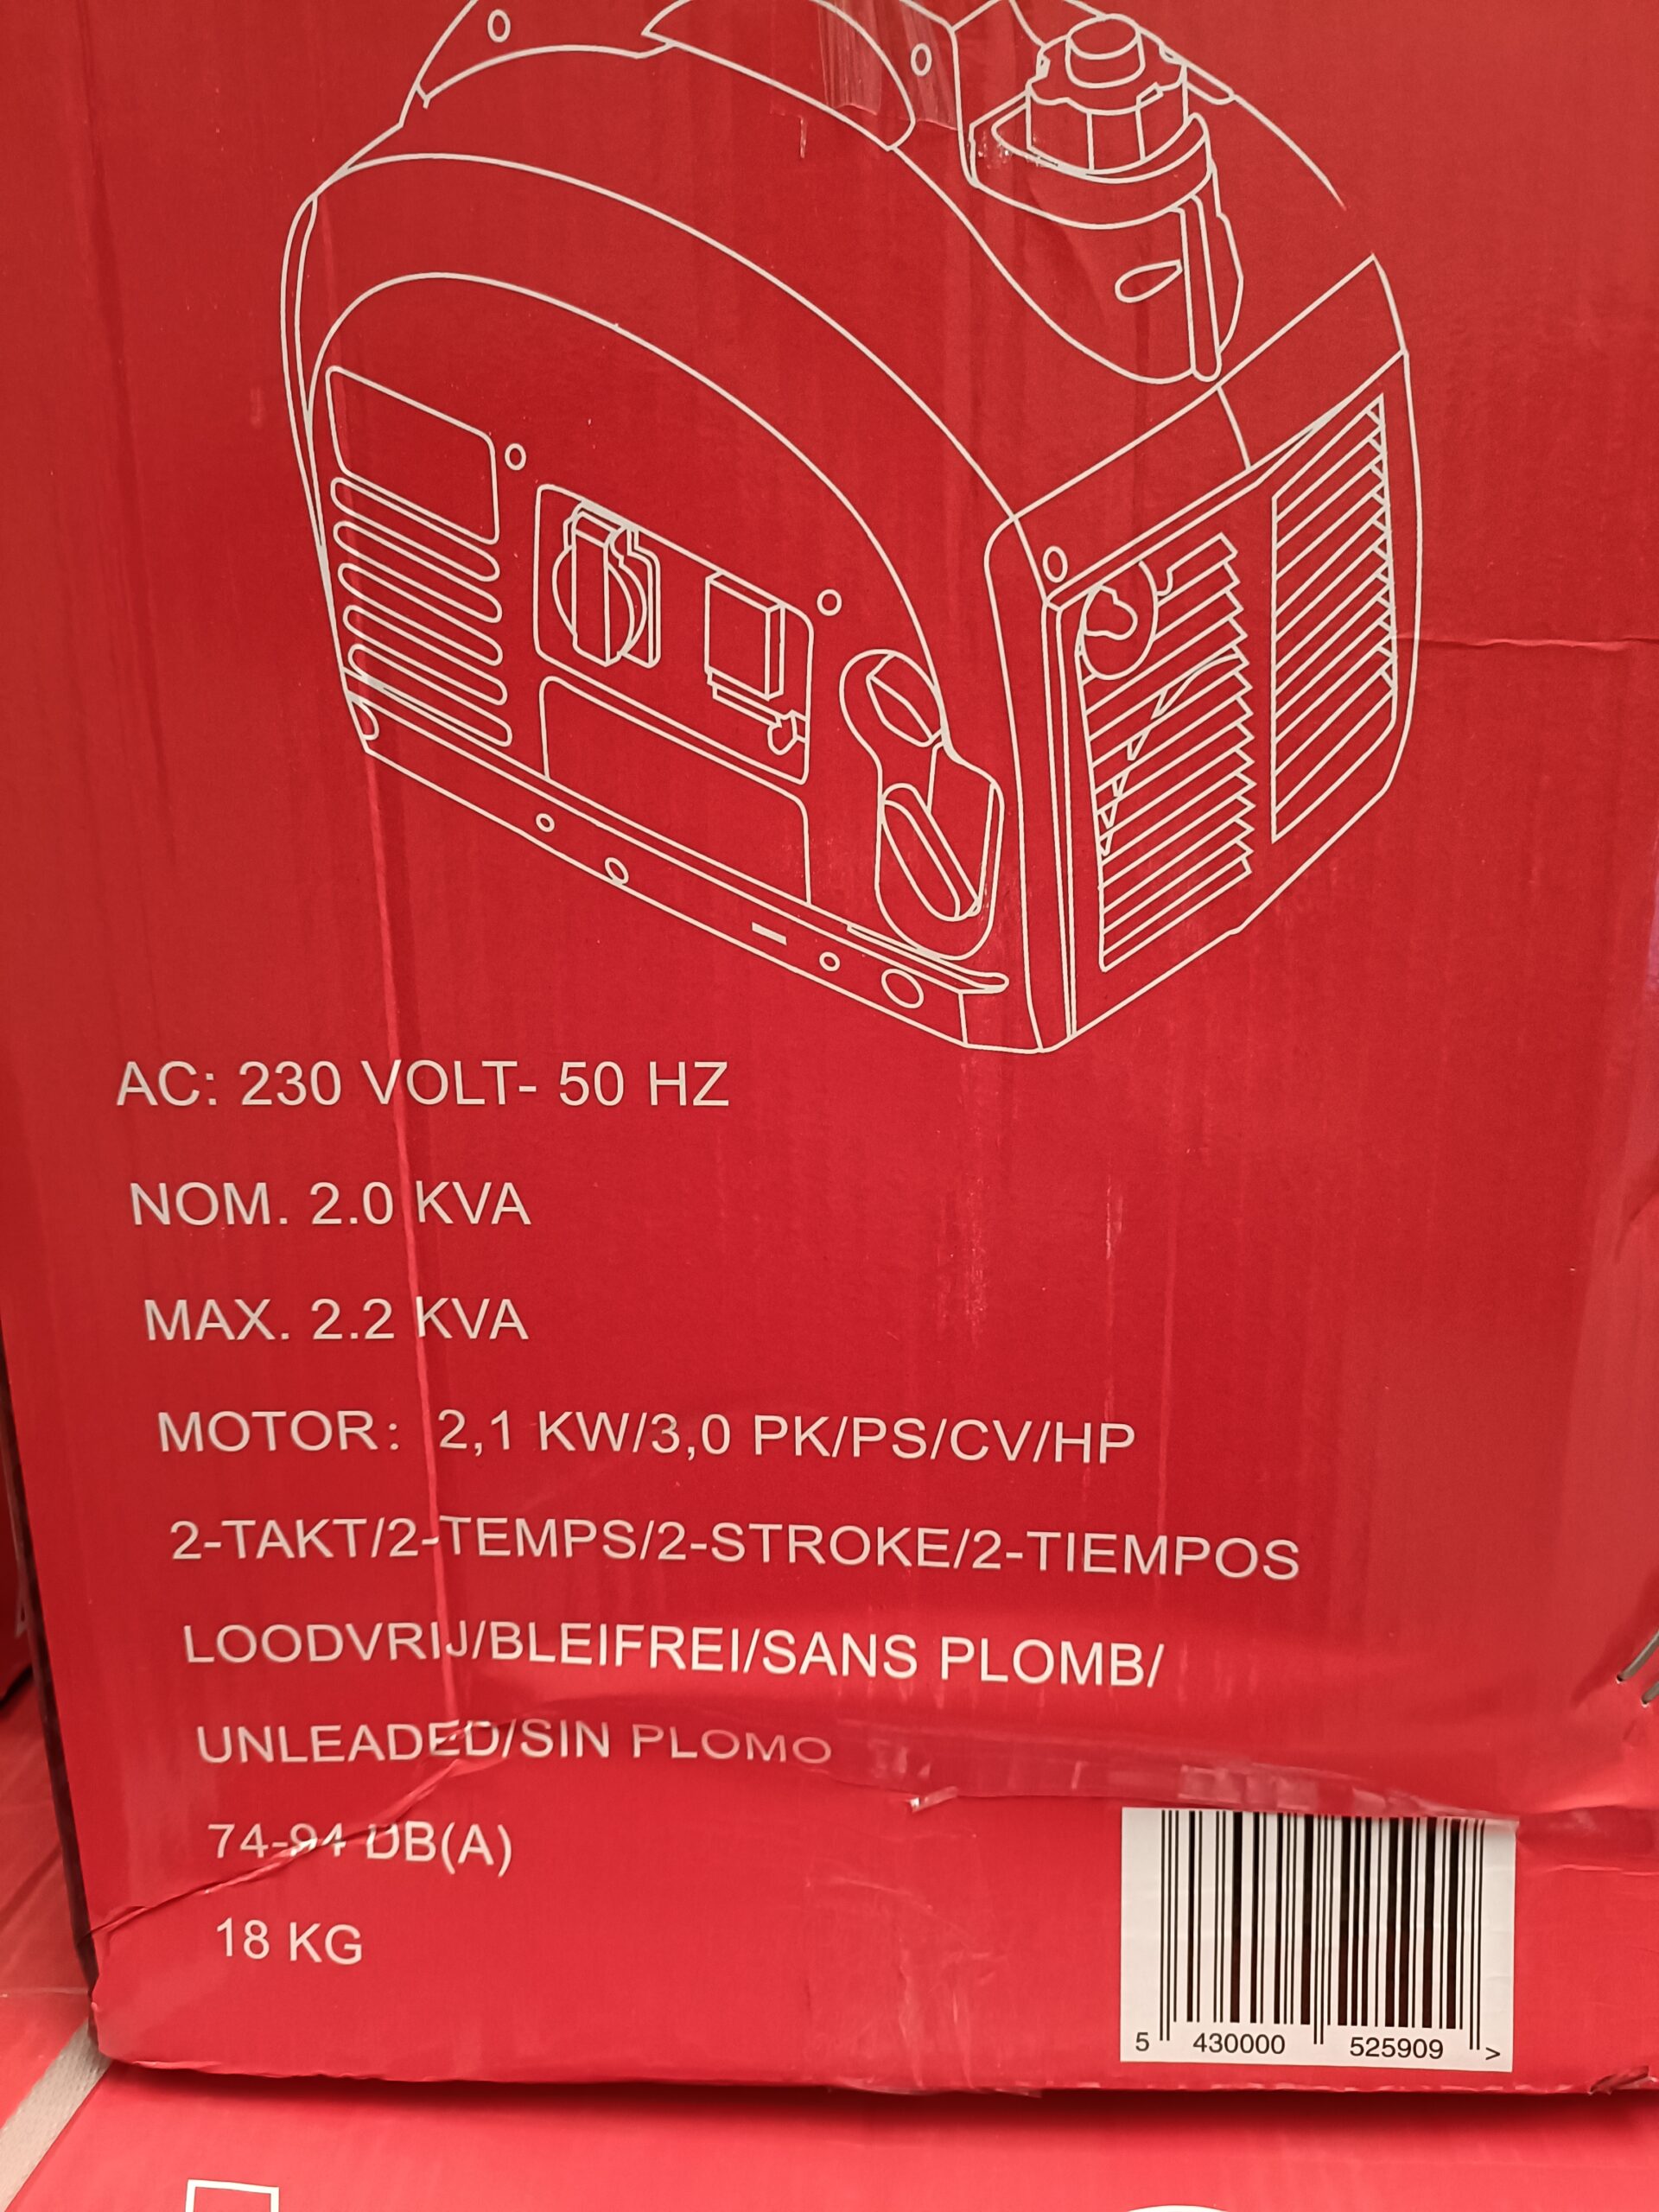 AC: 230 VOLT- 50 HZ
NOM. 2.0 KVA
MAX. 2.2 KVA
MOTOR: 2,1 KW/3,0 PK/PS/CV/HP
2-TAKT/2-TEMPS/2-STROKE/2-TIEMPOS
LOODVRIJ/BLEIFREI/SANS PLOMB/
UNLEADED/SIN PLOMO
74-94 DB(A)
18 KG
5 430000 525909 >